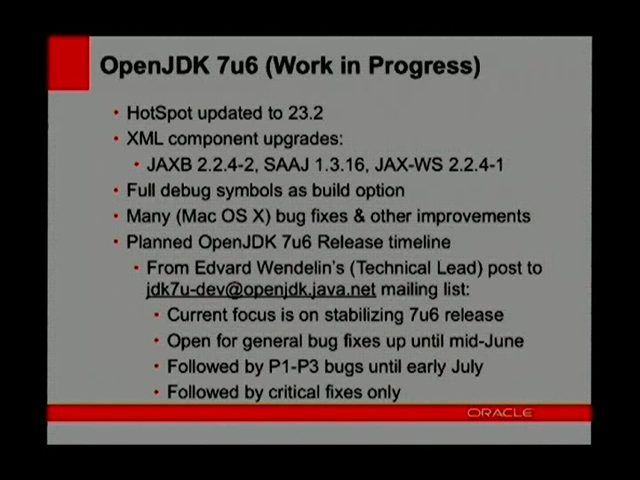 OpenJDK 7u6 (Work in Progress)
• HotSpot updated to 23.2
• XML component upgrades:
• JAXB 2.2.4-2, SAAJ 1.3.16, JAX-WS 2.2.4-1
• Full debug symbols as build option
• Many (Mac OS X) bug fixes & other improvements
• Planned OpenJDK 7u6 Release timeline
• From Edvard Wendelin's (Technical Lead) post to
jdk7u-dev@openjdk.java.net mailing list:
• Current focus is on stabilizing 7u6 release
• Open for general bug fixes up until mid-June
• Followed by P1-P3 bugs until early July
• Followed by critical fixes only
ORACLE